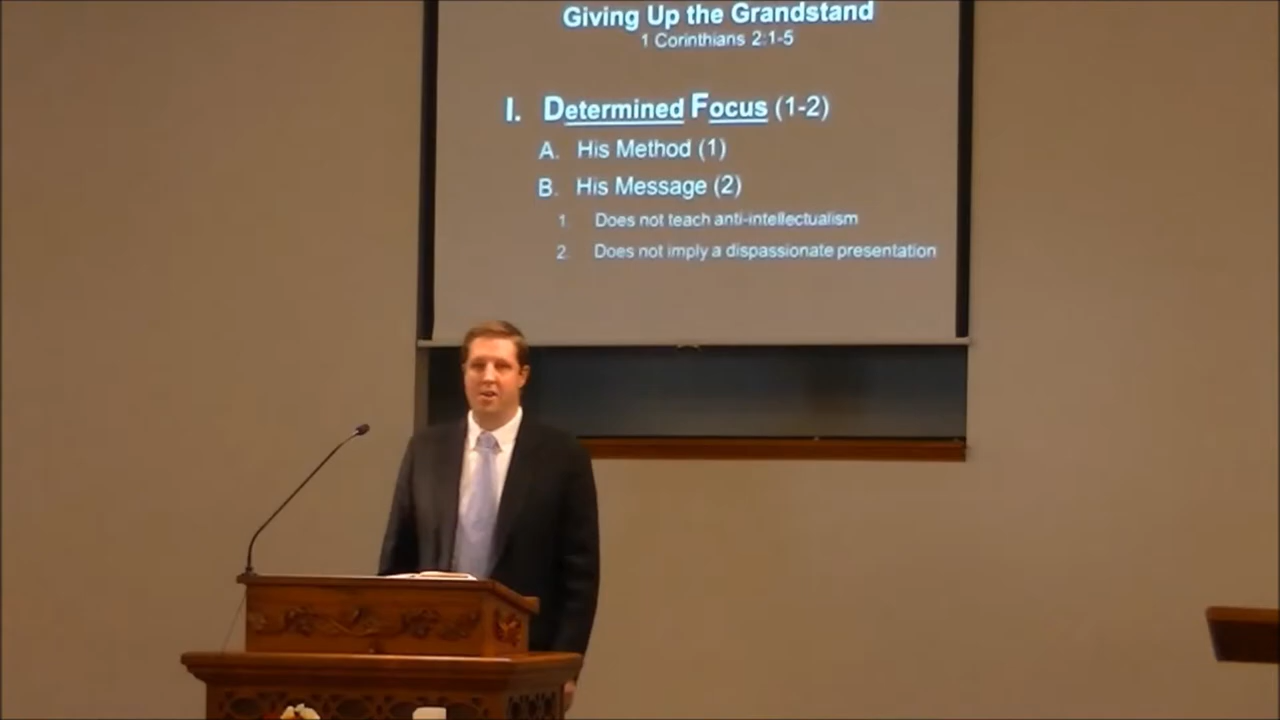 Giving Up the Grandstand
1 Corinthians 2:1-5
I. Determined Focus (1-2)
A. His Method (1)
B. His Message (2)
1. Does not teach anti-intellectualism
2. Does not imply a dispassionate presentation